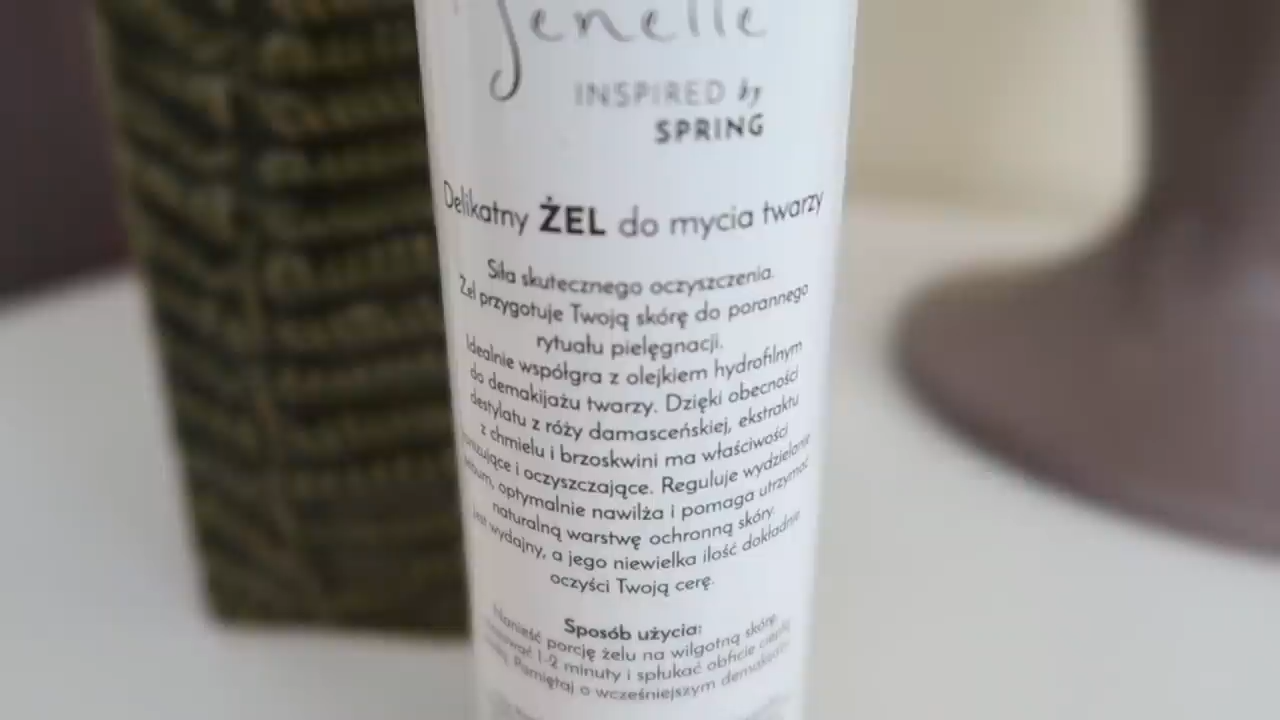 Jenelle
INSPIRED by
SPRING
Delikatny ŻEL do mycia twarzy
Siła skutecznego oczyszczenia.
Żel przygotuje Twoją skórę do porannego
rytuału pielęgnacji.
Idealnie współgra z olejkiem hydrofilnym
do demakijażu twarzy. Dzięki obecności
destylatu z róży damasceńskiej, ekstraktu
z chmielu i brzoskwini ma właściwości
i oczyszczające. Reguluje wydzielanie
optymalnie nawilża i pomaga utrzymać
naturalną warstwę ochronną skóry.
Jest wydajny, a jego niewielka ilość dokładnie
oczyści Twoją cerę.
Sposób użycia:
Nanieść porcję żelu na wilgotną skórę,
1-2 minuty i spłukać obficie ciepłą
Pamiętaj o wcześniejszym demakijażu